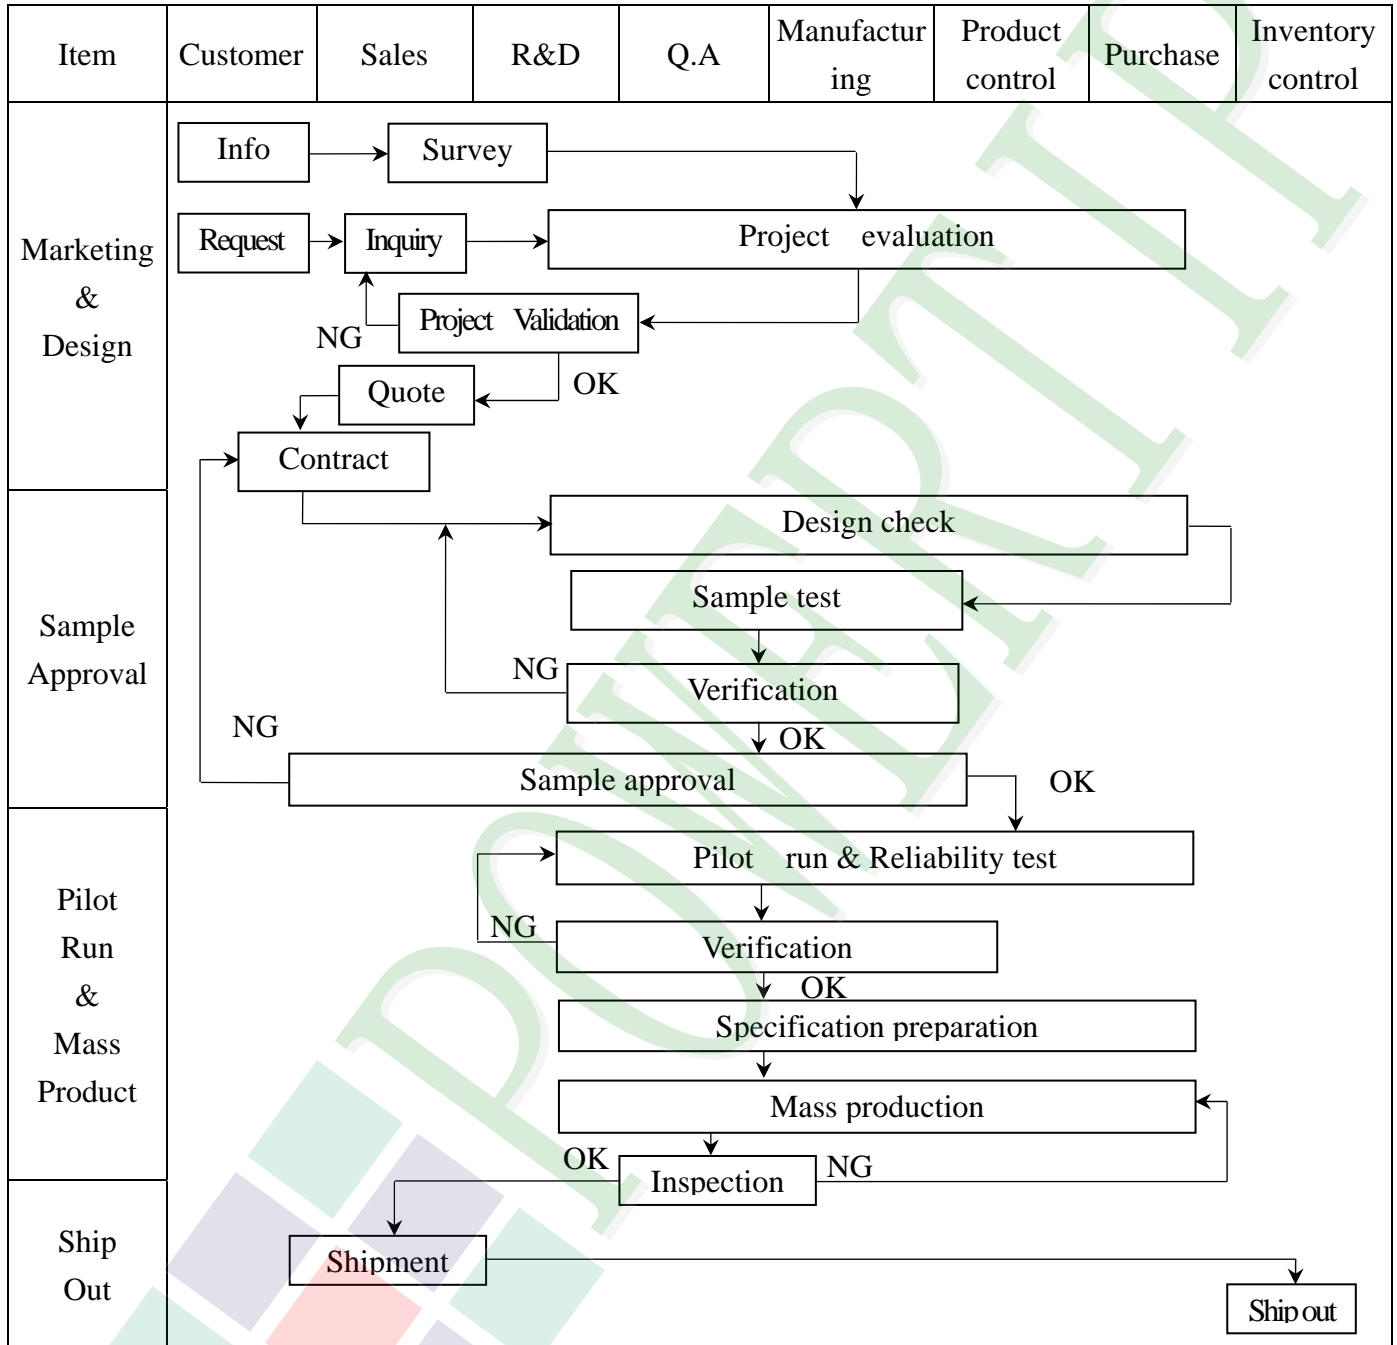 Item
Customer
Sales
R&D
Q.A
Manufactur
ing
Product
control
Purchase
Inventory
control
Marketing
&
Design
Info
Survey
Request
Inquiry
Project evaluation
Project Validation
NG
OK
Quote
Contract
Sample
Approval
Design check
Sample test
NG
Verification
NG
OK
Sample approval
OK
Pilot
Run
&
Mass
Product
Pilot run & Reliability test
NG
Verification
OK
Specification preparation
Mass production
OK
Inspection
NG
Ship
Out
Shipment
Ship out
POWERTIP